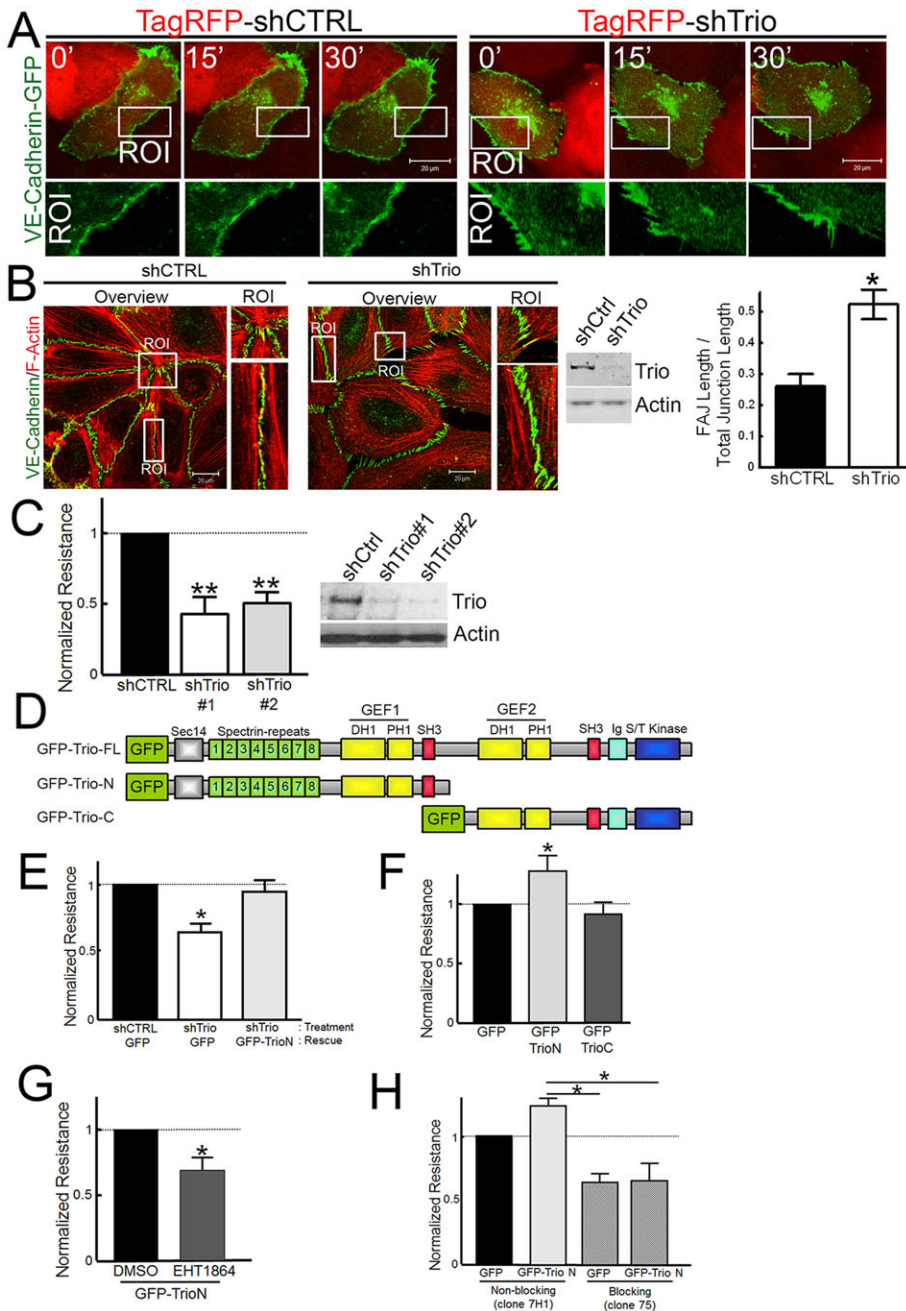 A
TagRFP-shCTRL
TagRFP-shTrio
VE-Cadherin-GFP
0’ 15’ 30’ 0’ 15’ 30’
ROI ROI
20 µm 20 µm
ROI ROI
B
shCTRL shTrio
Overview ROI Overview ROI
VE-Cadherin/F-Actin
ROI ROI
ROI ROI
20 µm 20 µm
shCtrl shTrio
Trio
Actin
FAJ Length /
Total Junction Length
0.5
0.4
0.3
0.2
0.1
0
*
shCTRL shTrio
C
Normalized Resistance
1
0.5
0
** **
shCTRL shTrio #1 shTrio #2
shCtrl shTrio#1 shTrio#2
Trio
Actin
D
GEF1 GEF2
Sec14 Spectrin-repeats DH1 PH1 SH3 DH1 PH1 SH3 Ig S/T Kinase
GFP-Trio-FL GFP 1 2 3 4 5 6 7 8
GFP-Trio-N GFP 1 2 3 4 5 6 7 8
GFP-Trio-C GFP
E
Normalized Resistance
1
0.5
0
*
shCTRL shTrio shTrio : Treatment
GFP GFP GFP-TrioN : Rescue
F
Normalized Resistance
1
0.5
0
*
GFP GFP GFP
TrioN TrioC
G
Normalized Resistance
1
0.5
0
*
DMSO EHT1864
GFP-TrioN
H
Normalized Resistance
1
0.5
0
* *
GFP GFP-Trio N GFP GFP-Trio N
Non-blocking Blocking
(clone 7H1) (clone 75)